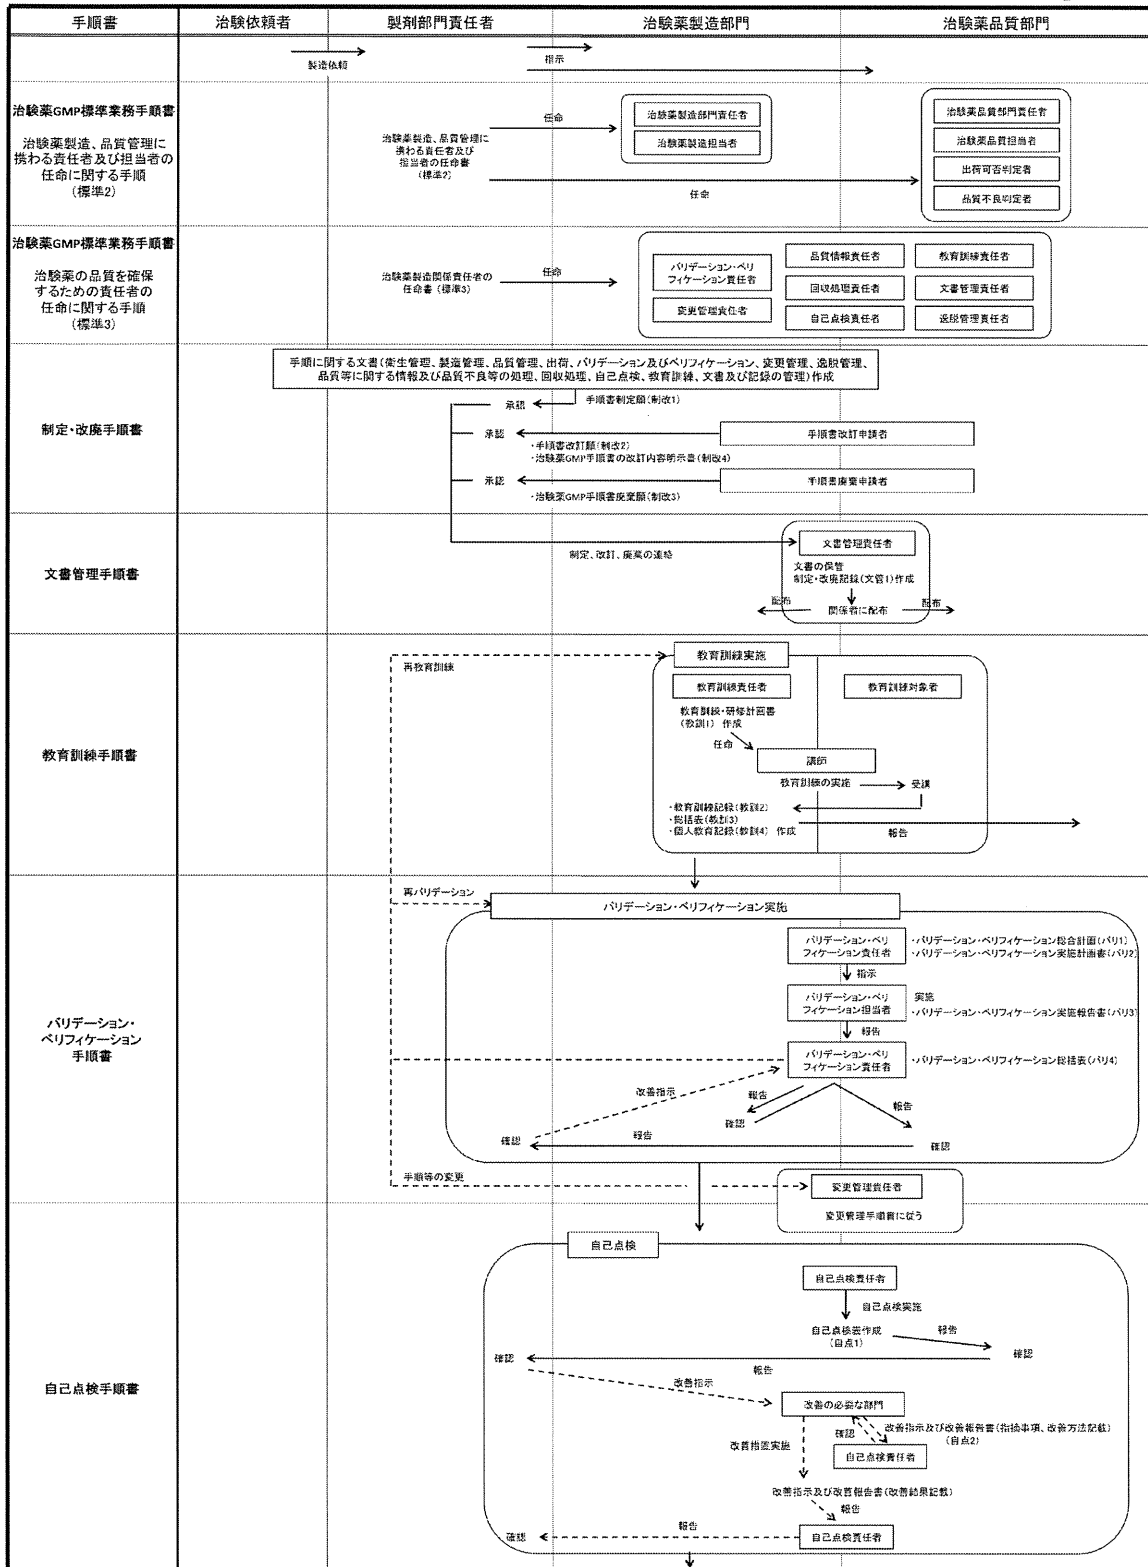 手順書
治験依頼者
製剤部門責任者
治験薬製造部門
治験薬品質部門
製造依頼
指示
治験薬GMP標準業務手順書
治験薬製造、品質管理に
携わる責任者及び担当者の
任命に関する手順
(標準2)
治験薬製造、品質管理に
携わる責任者及び
担当者の任命書
(標準2)
任命
治験薬製造部門責任者
治験薬製造担当者
任命
治験薬品質部門責任者
治験薬品質担当者
出荷可否判定者
品質不良判定者
治験薬GMP標準業務手順書
治験薬の品質を確保
するための責任者の
任命に関する手順
(標準3)
治験薬製造関係責任者の
任命書(標準3)
任命
バリデーション・ベリ
フィケーション責任者
変更管理責任者
品質情報責任者
回収処理責任者
自己点検責任者
教育訓練責任者
文書管理責任者
逸脱管理責任者
制定・改廃手順書
手順に関する文書(衛生管理、製造管理、品質管理、出荷、バリデーション及びベリフィケーション、変更管理、逸脱管理、
品質等に関する情報及び品質不良等の処理、回収処理、自己点検、教育訓練、文書及び記録の管理)作成
承認
手順書制定願(制改1)
承認
手順書改訂申請者
・手順書改訂願(制改2)
・治験薬GMP手順書の改訂内容明示書(制改4)
承認
手順書廃棄申請者
・治験薬GMP手順書廃棄願(制改3)
文書管理手順書
制定、改訂、廃棄の連絡
文書管理責任者
文書の保管
制定・改廃記録(文管1)作成
配布
関係者に配布
配布
教育訓練手順書
再教育訓練
教育訓練実施
教育訓練責任者
教育訓練対象者
教育訓練・研修計画書
(教訓1) 作成
任命
講師
教育訓練の実施
受講
・教育訓練記録(教訓2)
・総括表(教訓3)
・個人教育記録(教訓4) 作成
報告
バリデーション・
ベリフィケーション
手順書
再バリデーション
バリデーション・ベリフィケーション実施
バリデーション・ベリ
フィケーション責任者
・バリデーション・ベリフィケーション総合計画(バリ1)
・バリデーション・ベリフィケーション実施計画書(バリ2)
指示
バリデーション・ベリ
フィケーション担当者
実施
・バリデーション・ベリフィケーション実施報告書(バリ3)
報告
バリデーション・ベリ
フィケーション責任者
・バリデーション・ベリフィケーション総括表(バリ4)
改善指示
報告
報告
確認
確認
報告
確認
手順等の変更
変更管理責任者
変更管理手順書に従う
自己点検手順書
自己点検
自己点検責任者
自己点検実施
自己点検表作成
(自点1)
報告
確認
確認
報告
改善指示
改善の必要な部門
改善指示及び改善報告書(指摘事項、改善方法記載)
(自点2)
確認
改善措置実施
自己点検責任者
改善指示及び改善報告書(改善結果記載)
報告
報告
確認
自己点検責任者